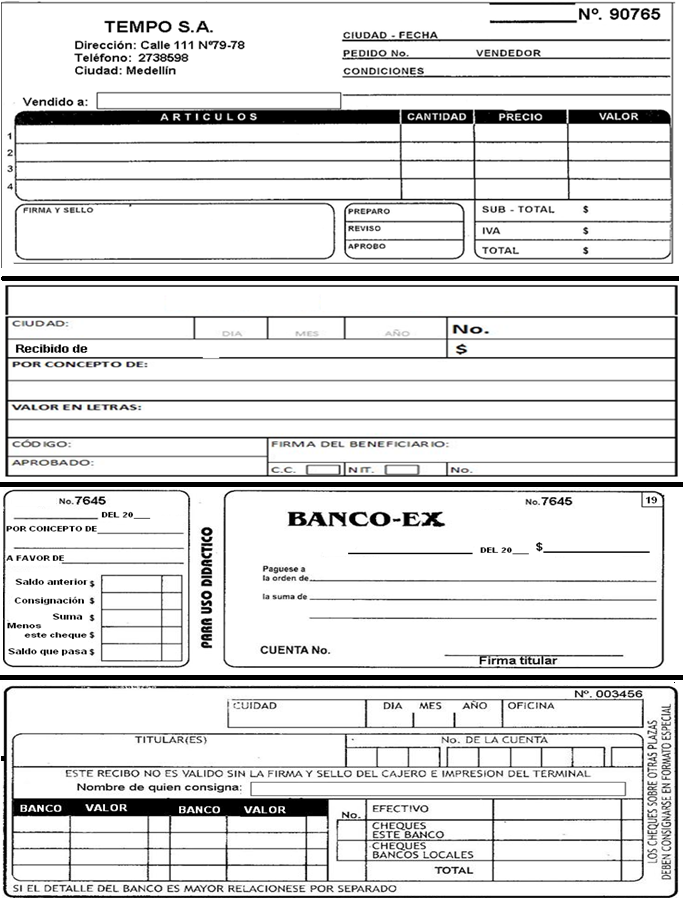 Nº. 90765
TEMPO S.A.
Dirección: Calle 111 Nº79-78
Teléfono: 2738598
Ciudad: Medellín
CIUDAD - FECHA
PEDIDO No. VENDEDOR
CONDICIONES
Vendido a:
ARTICULOS CANTIDAD PRECIO VALOR
1
2
3
4
FIRMA Y SELLO
PREPARO
REVISO
APROBO
SUB - TOTAL $
IVA $
TOTAL $
CIUDAD: DIA MES AÑO No.
Recibido de $
POR CONCEPTO DE:
VALOR EN LETRAS:
CÓDIGO: FIRMA DEL BENEFICIARIO:
APROBADO: C.C. NIT. No.
No.7645
DEL 20
POR CONCEPTO DE
A FAVOR DE
Saldo anterior $
Consignación $
Suma $
Menos
este cheque $
Saldo que pasa $
PARA USO DIDACTICO
No.7645 19
BANCO-EX
DEL 20 $
Paguese a
la orden de
la suma de
CUENTA No.
Firma titular
Nº. 003456
CUIDAD DIA MES AÑO OFICINA
TITULAR(ES) No. DE LA CUENTA
ESTE RECIBO NO ES VALIDO SIN LA FIRMA Y SELLO DEL CAJERO E IMPRESION DEL TERMINAL
Nombre de quien consigna:
BANCO VALOR BANCO VALOR
No.
EFECTIVO
CHEQUES
ESTE BANCO
CHEQUES
BANCOS LOCALES
TOTAL
SI EL DETALLE DEL BANCO ES MAYOR RELACIONESE POR SEPARADO
LOS CHEQUES SOBRE OTRAS PLAZAS
DEBEN CONSIGNARSE EN FORMATO ESPECIAL